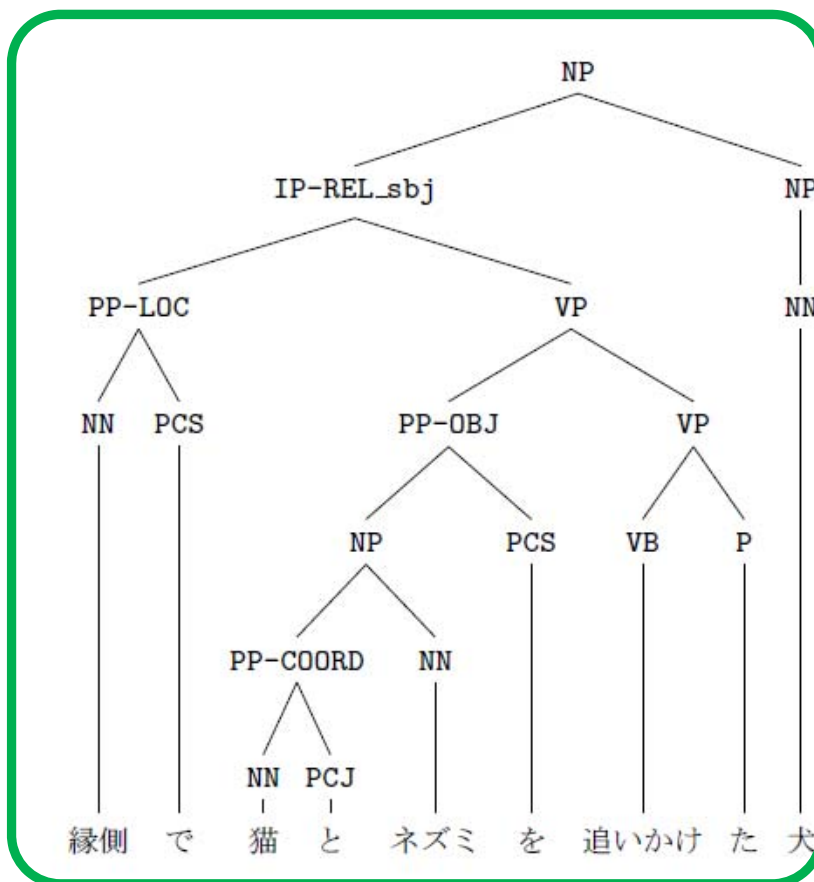 NP
IP-REL_sbj NP
PP-LOC VP NN
NN PCS PP-OBJ VP
NP PCS VB P
PP-COORD NN
NN PCJ
縁側 で 猫 と ネズミ を 追いかけ た 犬